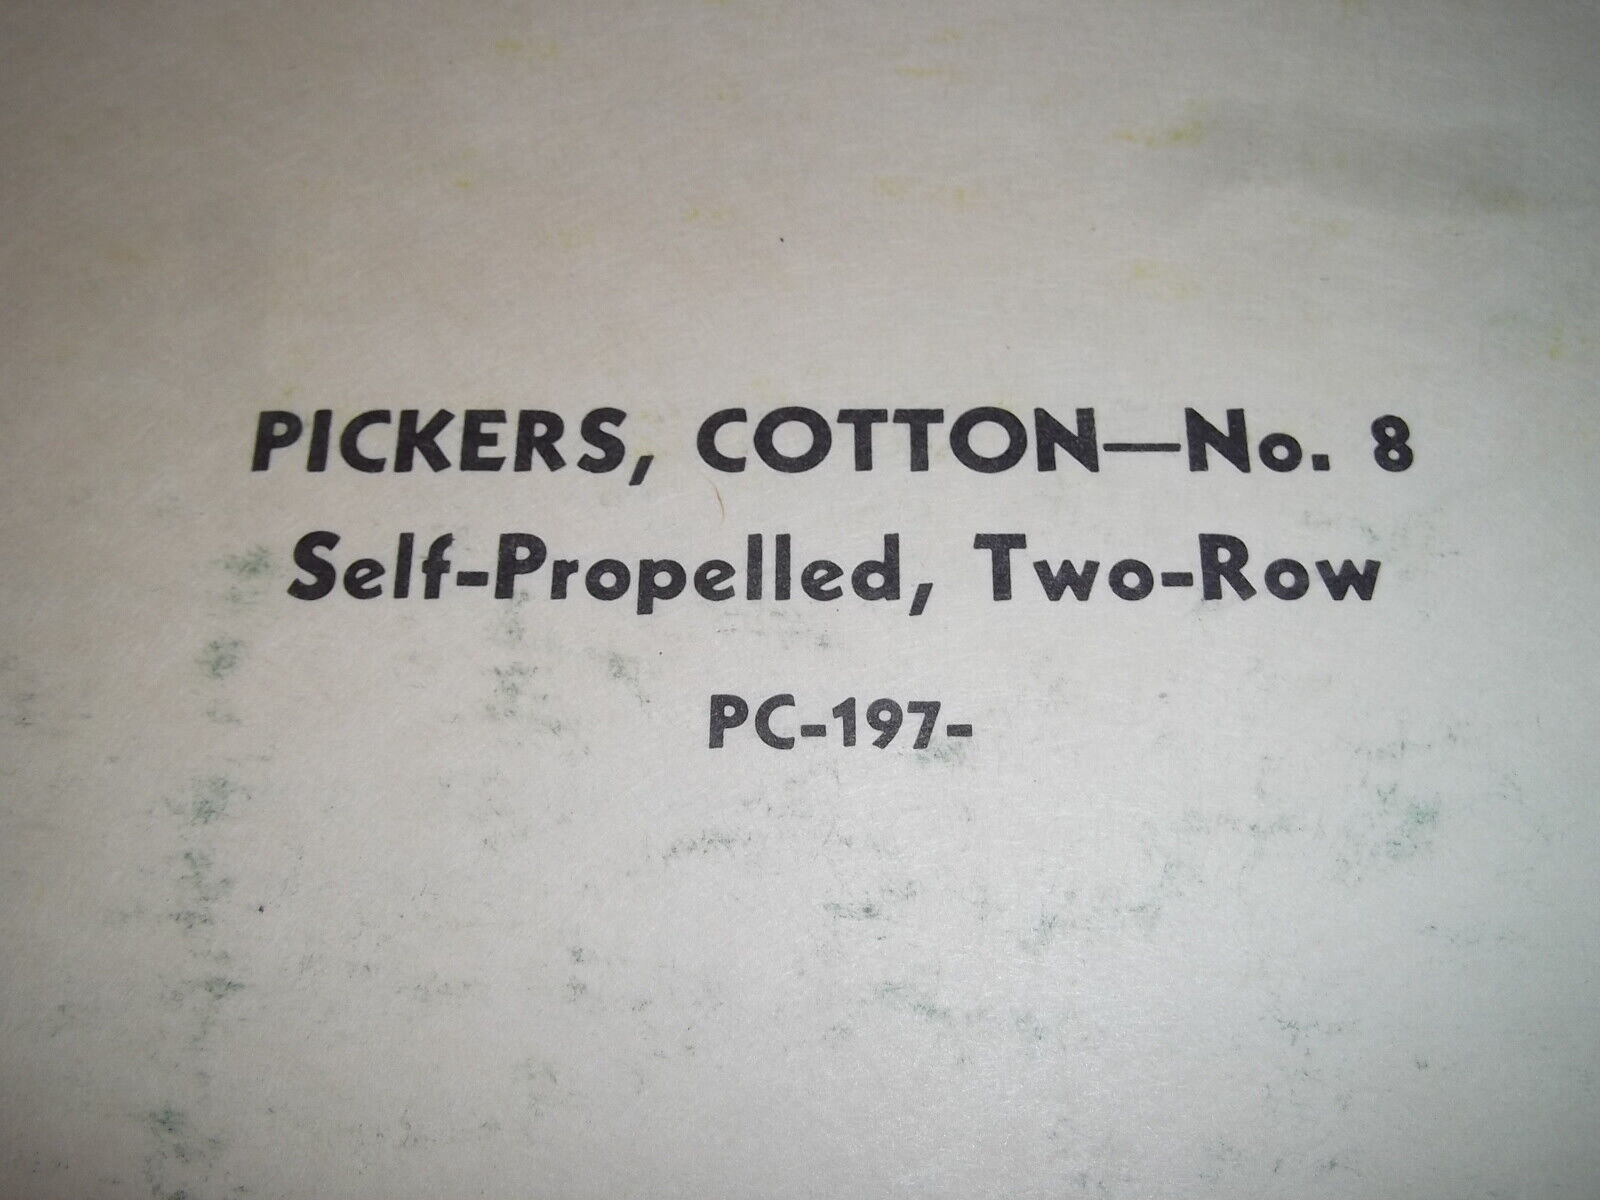 PICKERS, COTTON—No. 8
Self-Propelled, Two-Row
PC-197-